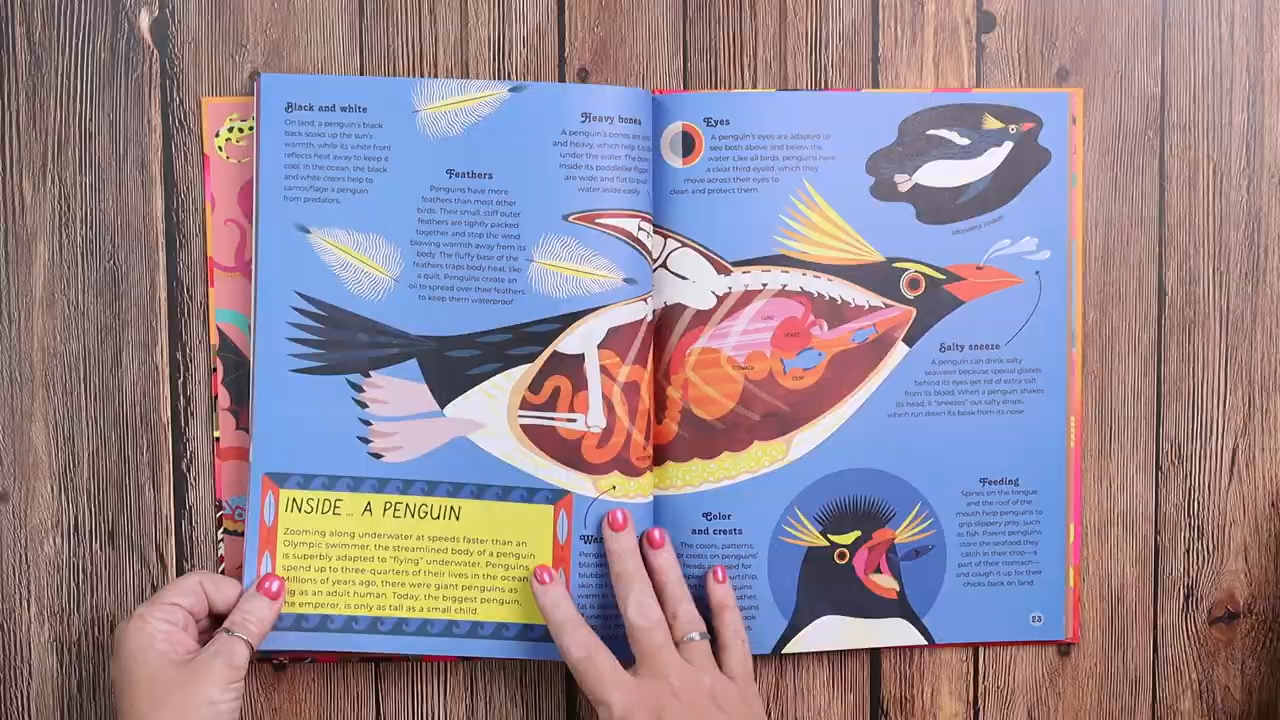 Black and white
On land, a penguin's black
back soaks up the sun's
warmth, while its white front
reflects heat away to keep it
cool. In the ocean, the black
and white colors help to
camouflage a penguin
from predators.
Feathers
Penguins have more
feathers than most other
birds. Their small, stiff outer
feathers are tightly packed
together and stop the wind
blowing warmth away from its
body. The fluffy base of the
feathers traps body heat, like
a quilt. Penguins create an
oil to spread over their feathers
to keep them waterproof
Heavy bones
A penguin's bones are
and heavy, which help it
under the water. The
inside its paddlelike
are wide and flat to
water aside easily
INSIDE... A PENGUIN
Zooming along underwater at speeds faster than an
Olympic swimmer, the streamlined body of a penguin
is superbly adapted to "flying" underwater. Penguins
spend up to three-quarters of their lives in the ocean.
Millions of years ago, there were giant penguins as
big as an adult human. Today, the biggest penguin,
the emperor, is only as tall as a small child.
Eyes
A penguin's eyes are adapted to
see both above and below the
water. Like all birds, penguins have
a clear third eyelid, which they
move across their eyes to
clean and protect them.
LUNG
HEART
STOMACH
CROP
Salty sneeze
A penguin can drink salty
seawater because special glands
behind its eyes get rid of extra salt
from its blood. When a penguin shakes
its head, it "sneezes" out salty drops,
which run down its beak from its nose.
Color
and crests
The colors, patterns,
or crests on penguins'
Feeding
Spines on the tongue
and the roof of the
mouth help penguins to
grip slippery prey, such
as fish. Parent penguins
store the seafood they
catch in their crop—a
part of their stomach—
and cough it up for their
chicks back on land.
23